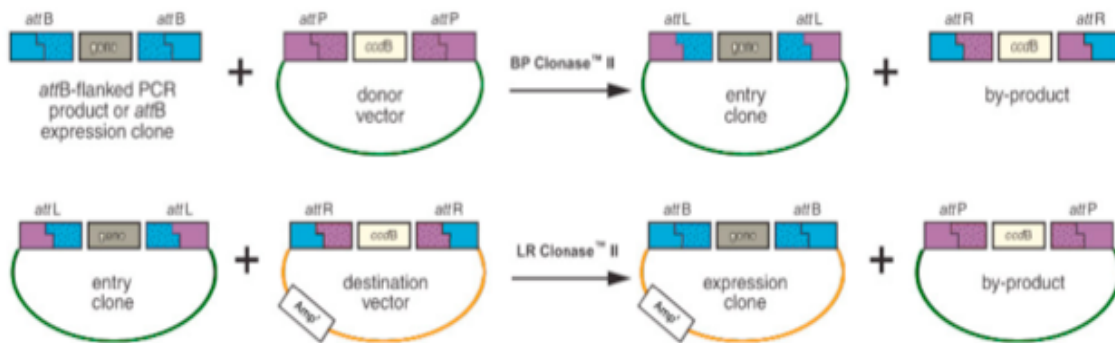 attB attB attP attP attL attL attR attR
gene ccdB gene ccdB
+ BP Clonase™ II +
attB-flanked PCR
product or attB
expression clone
donor
vector
entry
clone
by-product
attL attL attR attR attB attB attP attP
gene ccdB gene ccdB
+ LR Clonase™ II +
entry
clone
destination
vector
expression
clone
by-product
Ampʳ Ampʳ